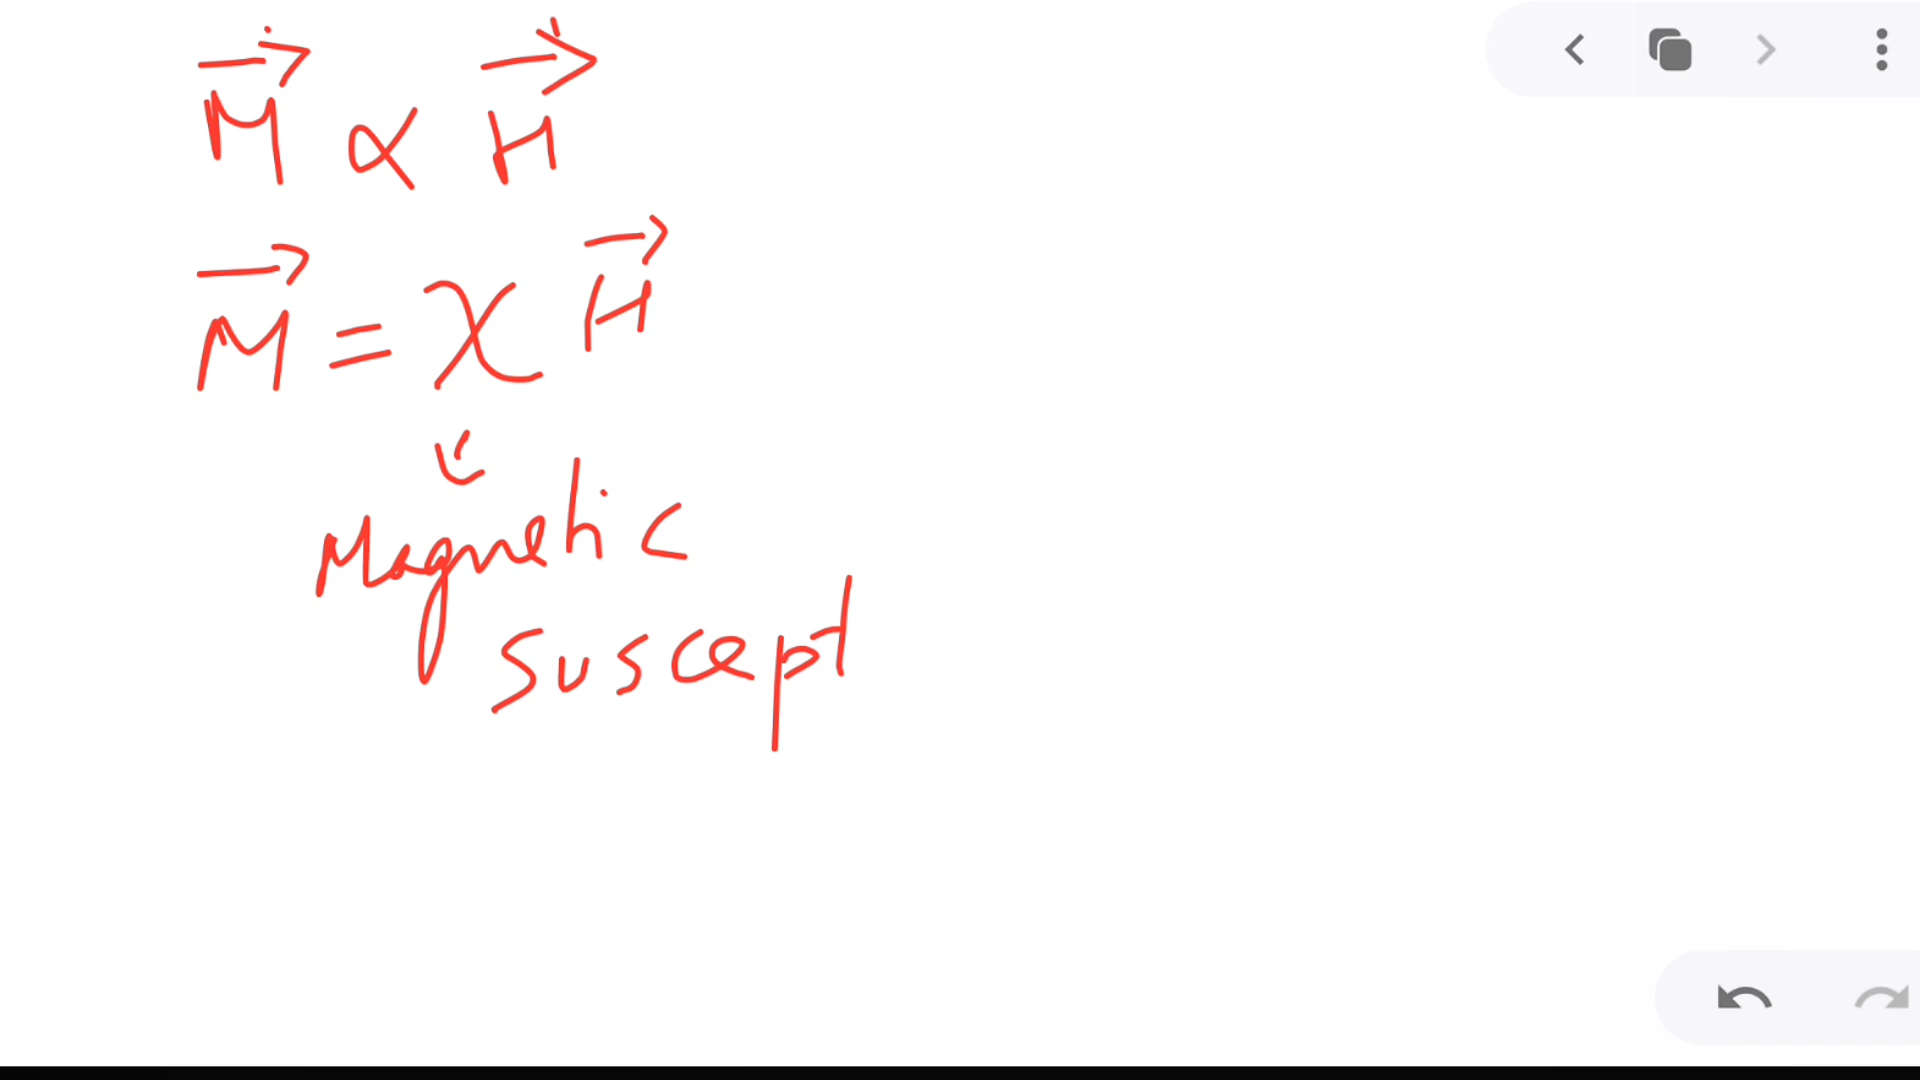 M⃗ ∝ H⃗
M⃗ = χ H⃗
Magnetic
Suscept